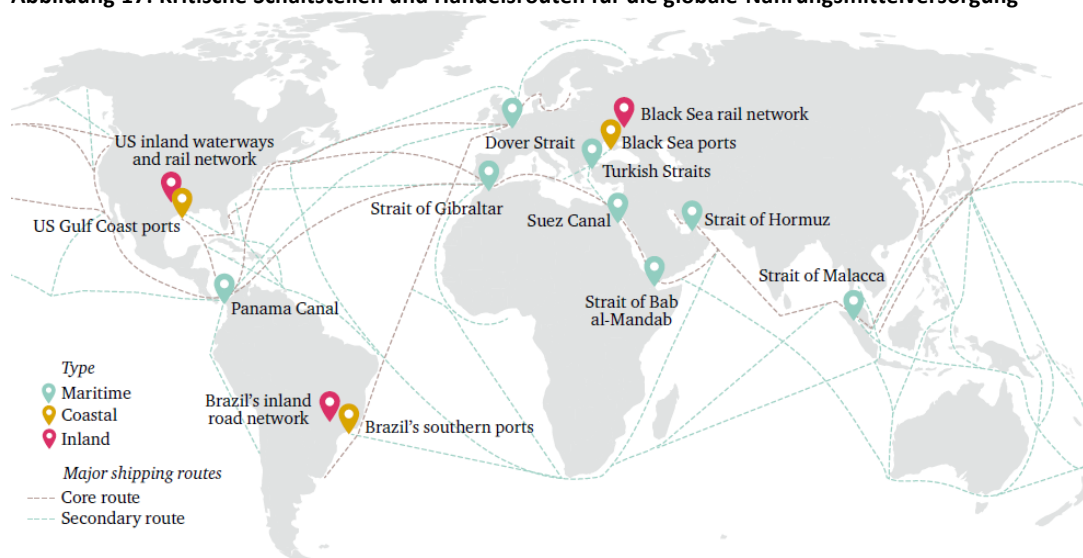 Abbildung 17: Kritische Schaltstellen und Handelsrouten für die globale Nahrungsmittelversorgung
Black Sea rail network
US inland waterways
and rail network
Dover Strait
Black Sea ports
Turkish Straits
Strait of Gibraltar
US Gulf Coast ports
Suez Canal
Strait of Hormuz
Strait of Malacca
Panama Canal
Strait of Bab
al-Mandab
Type
Maritime
Coastal
Inland
Brazil's inland
road network
Brazil's southern ports
Major shipping routes
Core route
Secondary route